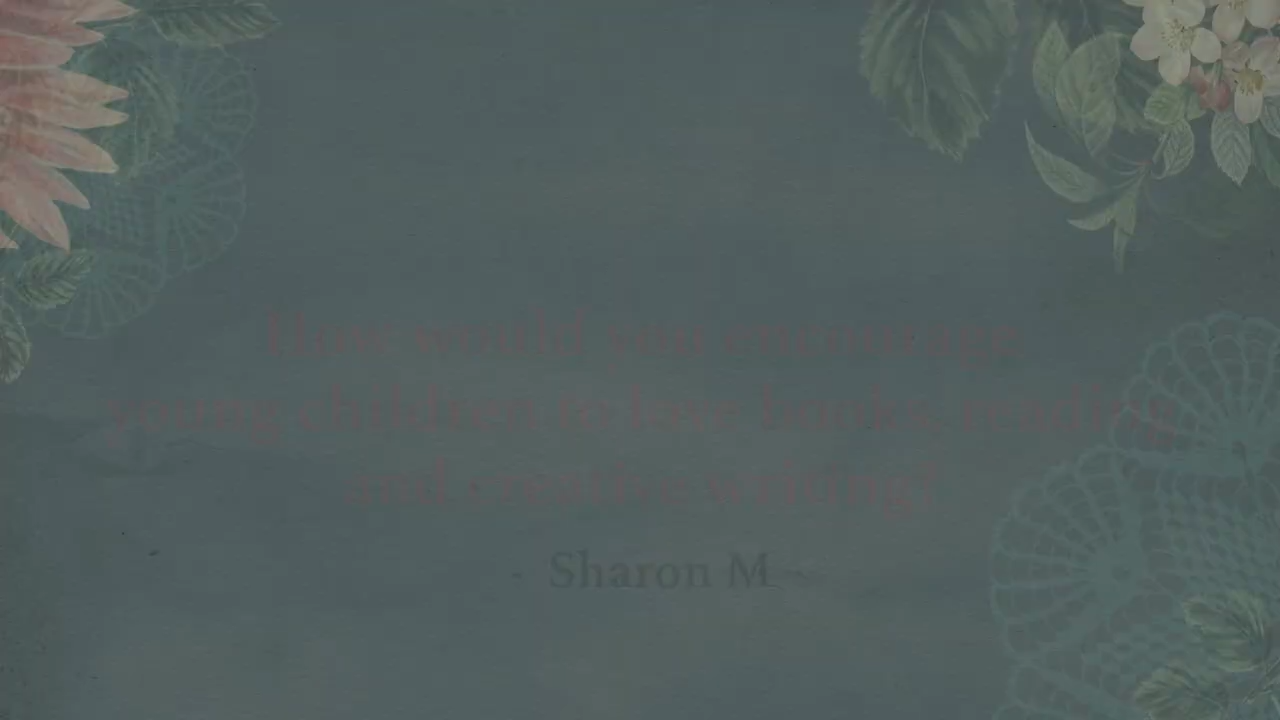 How would you encourage
young children to love books, reading
and creative writing?
- Sharon M -